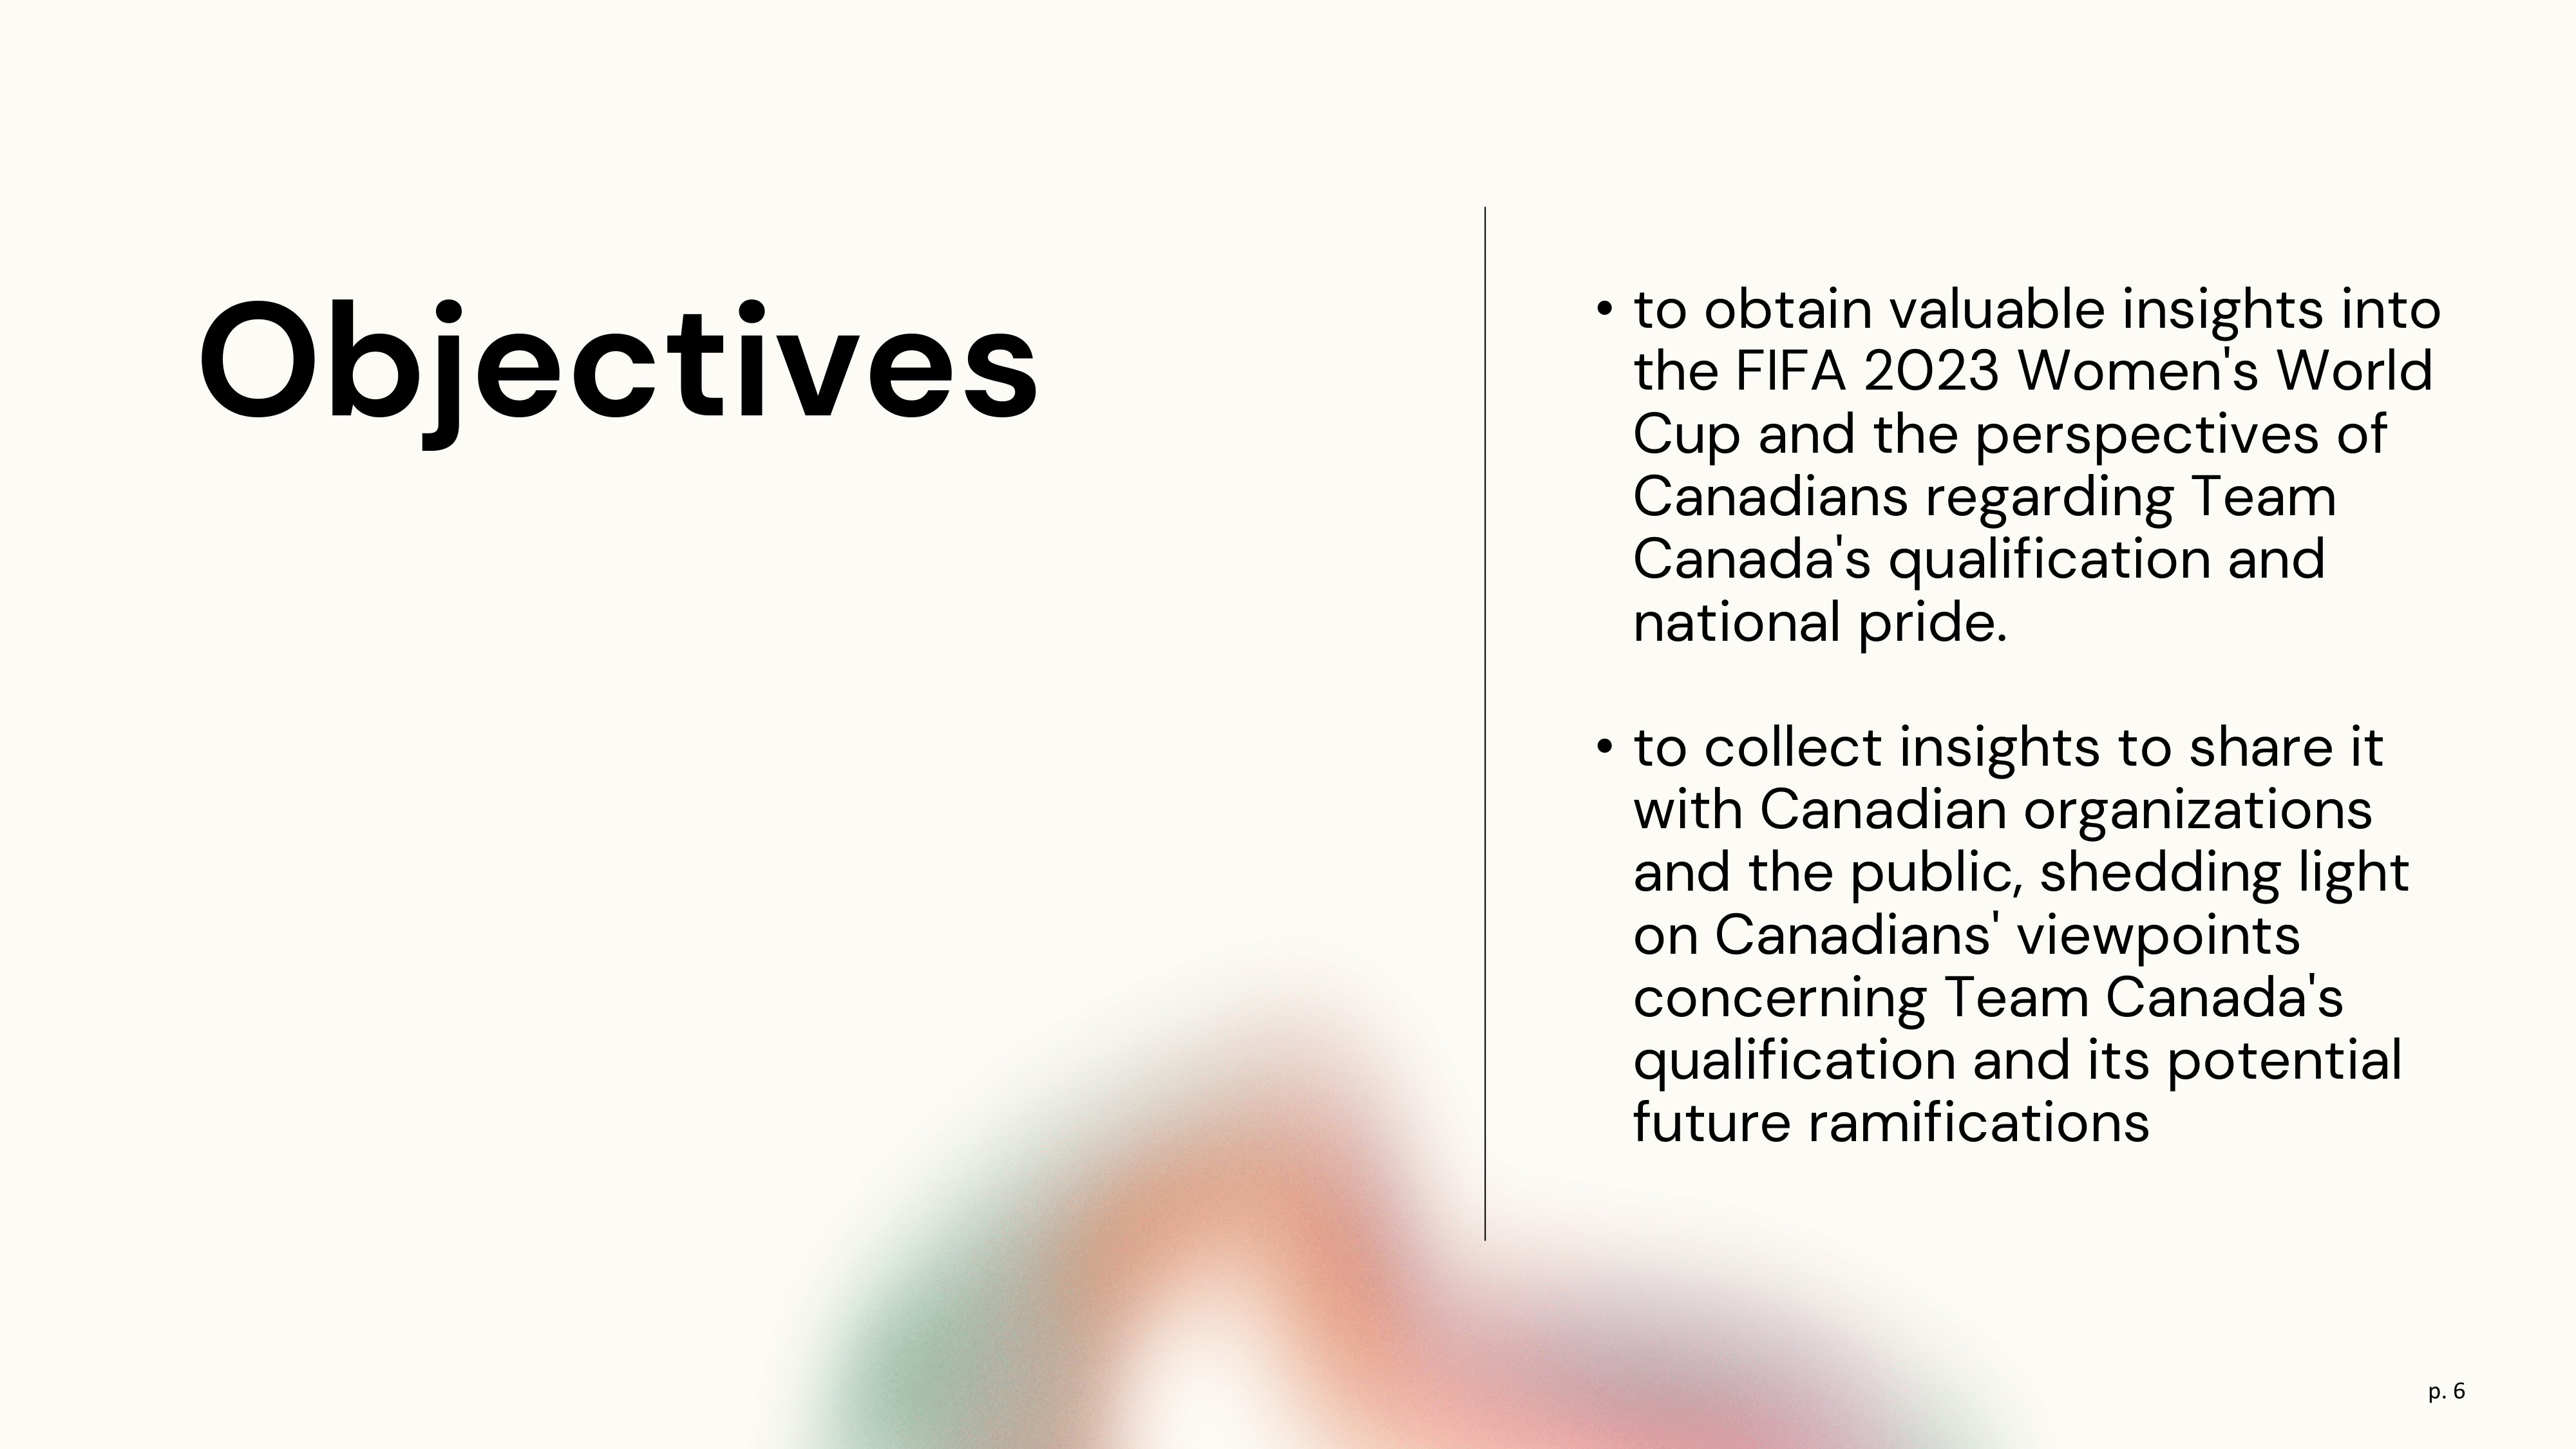 Objectives
• to obtain valuable insights into
the FIFA 2023 Women's World
Cup and the perspectives of
Canadians regarding Team
Canada's qualification and
national pride.
• to collect insights to share it
with Canadian organizations
and the public, shedding light
on Canadians' viewpoints
concerning Team Canada's
qualification and its potential
future ramifications
p. 6